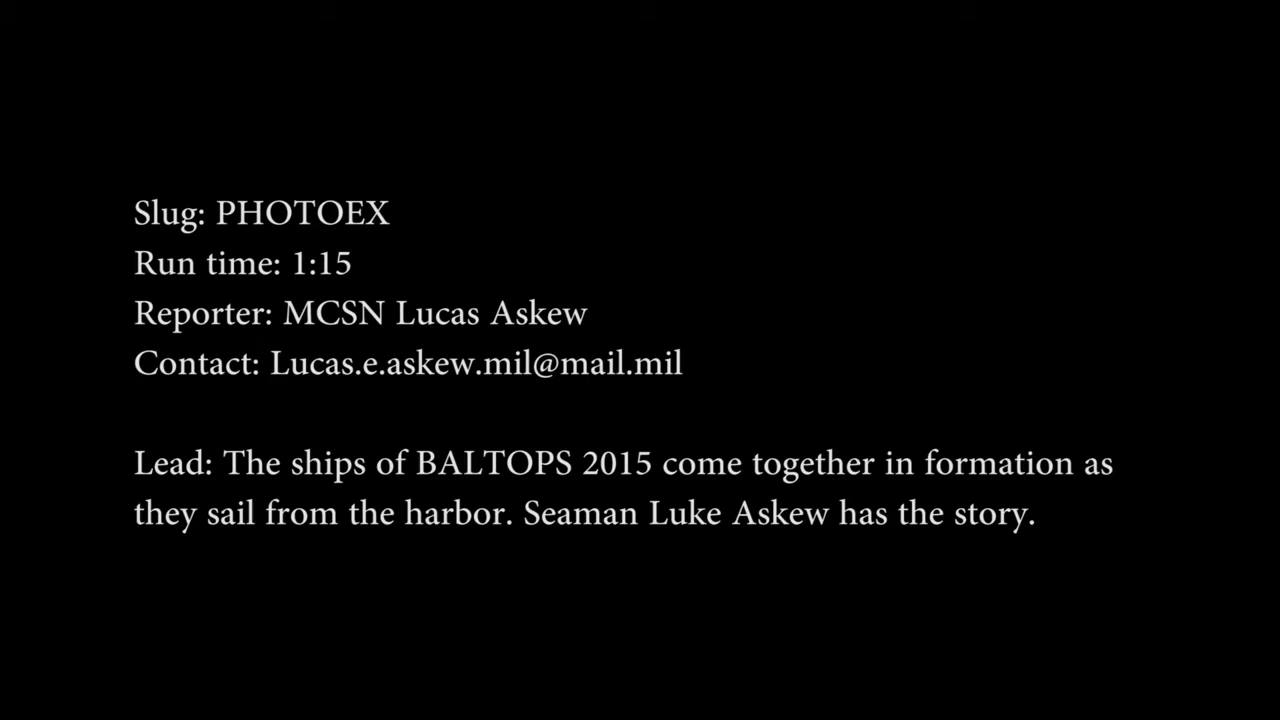 Slug: PHOTOEX
Run time: 1:15
Reporter: MCSN Lucas Askew
Contact: Lucas.e.askew.mil@mail.mil
Lead: The ships of BALTOPS 2015 come together in formation as
they sail from the harbor. Seaman Luke Askew has the story.